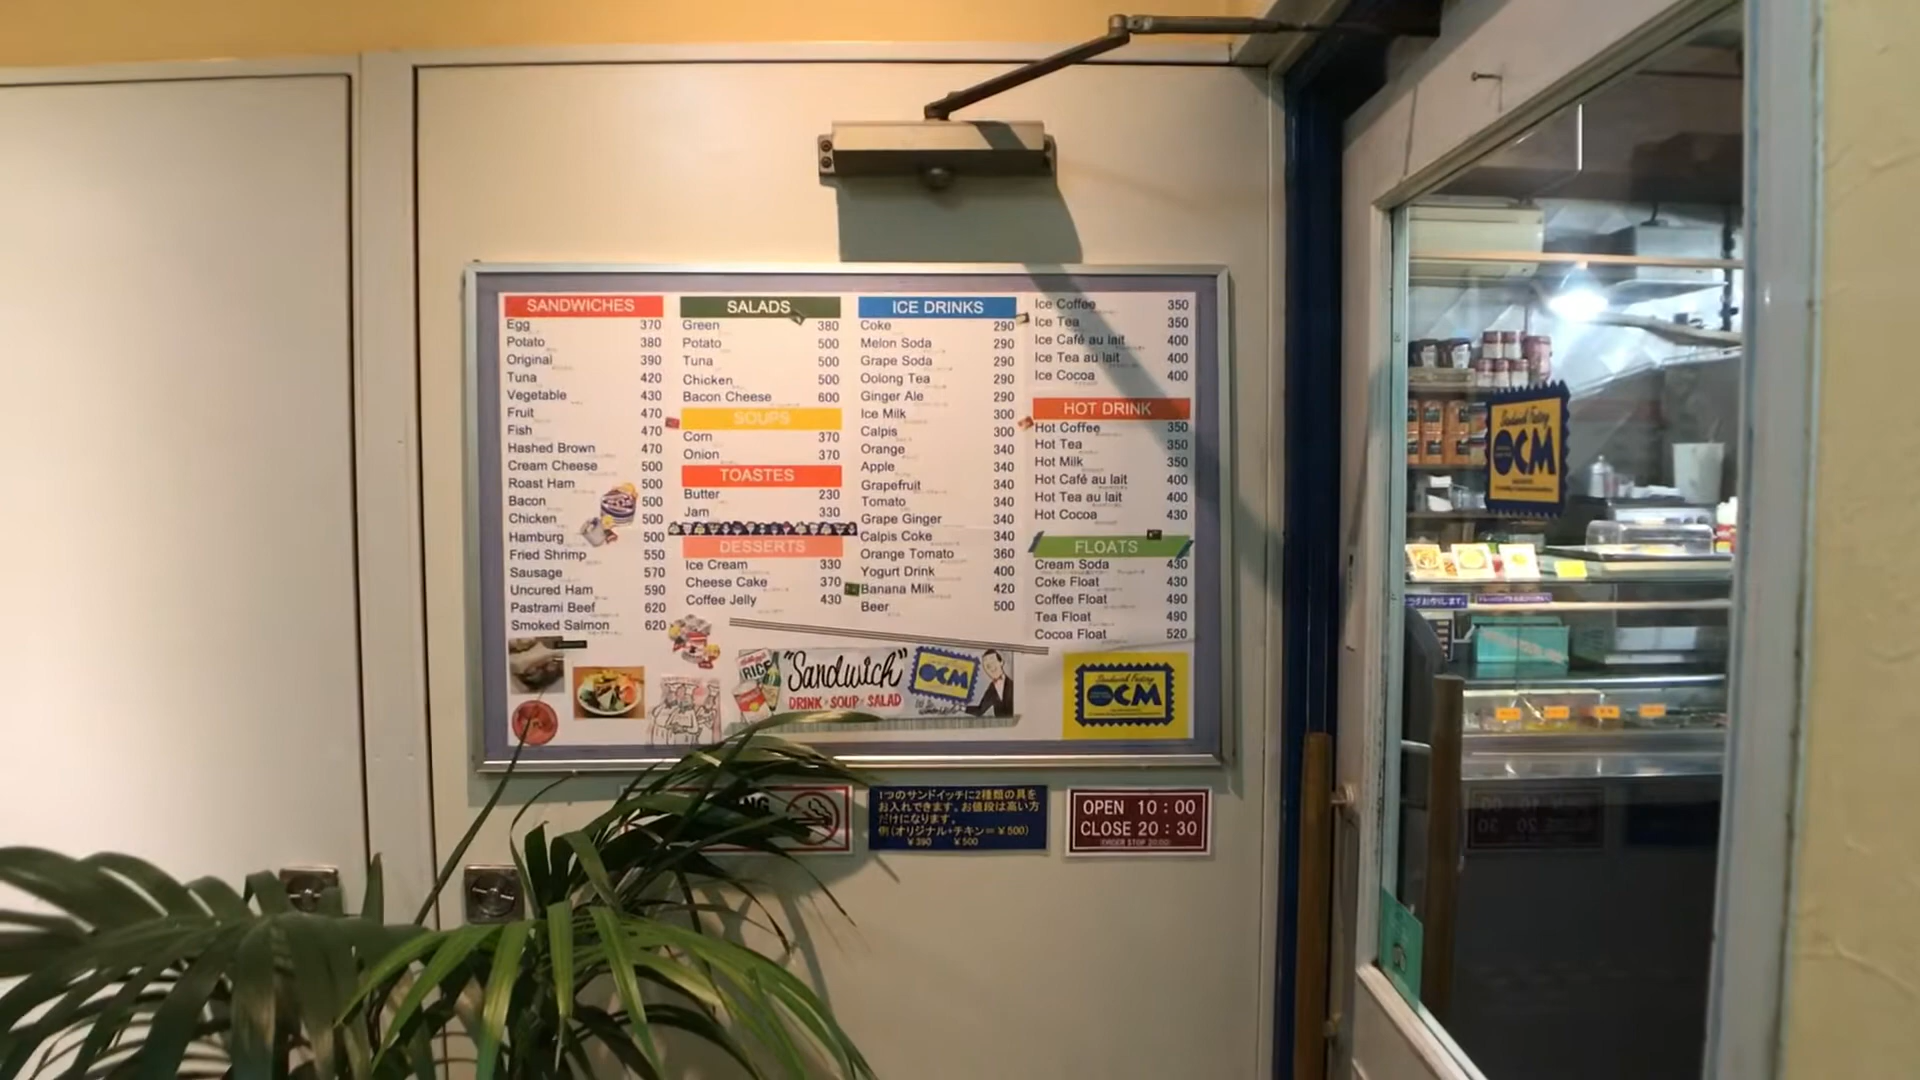 SANDWICHES
Egg 370
Potato 380
Original 390
Tuna 420
Vegetable 430
Fruit 470
Fish 470
Hashed Brown 470
Cream Cheese 500
Roast Ham 500
Bacon 500
Chicken 500
Hamburg 500
Fried Shrimp 550
Sausage 570
Uncured Ham 590
Pastrami Beef 620
Smoked Salmon 620
SALADS
Green 380
Potato 500
Tuna 500
Chicken 500
Bacon Cheese 600
SOUPS
Corn 370
Onion 370
TOASTES
Butter 230
Jam 330
DESSERTS
Ice Cream 330
Cheese Cake 370
Coffee Jelly 430
ICE DRINKS
Coke 290
Melon Soda 290
Grape Soda 290
Oolong Tea 290
Ginger Ale 290
Ice Milk 300
Calpis 300
Orange 340
Apple 340
Grapefruit 340
Tomato 340
Grape Ginger 340
Calpis Coke 340
Orange Tomato 360
Yogurt Drink 400
Banana Milk 420
Beer 500
Ice Coffee 350
Ice Tea 350
Ice Café au lait 400
Ice Tea au lait 400
Ice Cocoa 400
HOT DRINK
Hot Coffee 350
Hot Tea 350
Hot Milk 350
Hot Café au lait 400
Hot Tea au lait 400
Hot Cocoa 430
FLOATS
Cream Soda 430
Coke Float 430
Coffee Float 490
Tea Float 490
Cocoa Float 520
RICE
"Sandwich"
DRINK SOUP SALAD
OCM
Sandwich Factory
OCM
1つのサンドイッチに2種類の具を
お入れできます。お値段は高い方
だけになります。
例(オリジナル+チキン=￥500)
￥390 ￥500
OPEN 10:00
CLOSE 20:30
(ORDER STOP 20:00)
Sandwich Factory
OCM